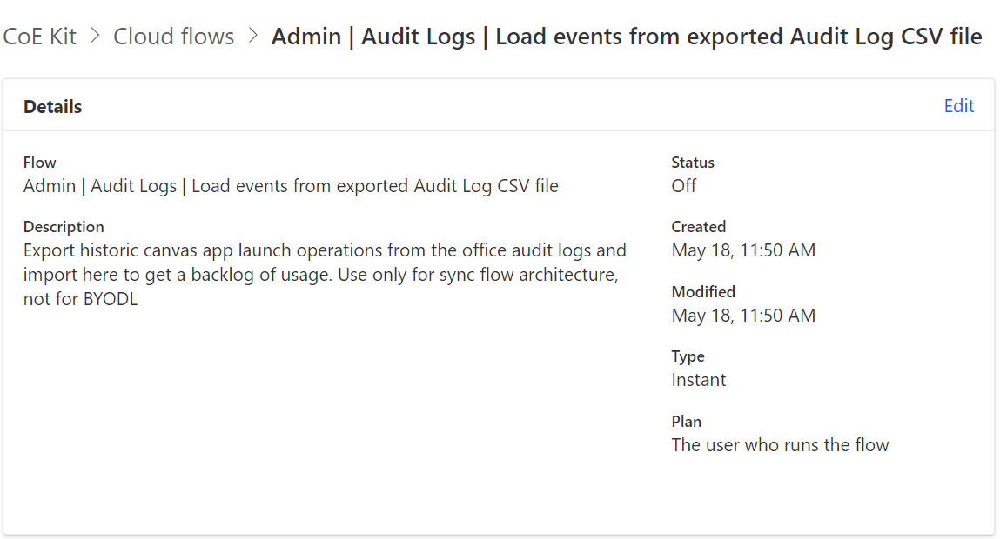 CoE Kit > Cloud flows > Admin | Audit Logs | Load events from exported Audit Log CSV file
Details
Edit
Flow
Admin | Audit Logs | Load events from exported Audit Log CSV file
Description
Export historic canvas app launch operations from the office audit logs and
import here to get a backlog of usage. Use only for sync flow architecture,
not for BYODL
Status
Off
Created
May 18, 11:50 AM
Modified
May 18, 11:50 AM
Type
Instant
Plan
The user who runs the flow